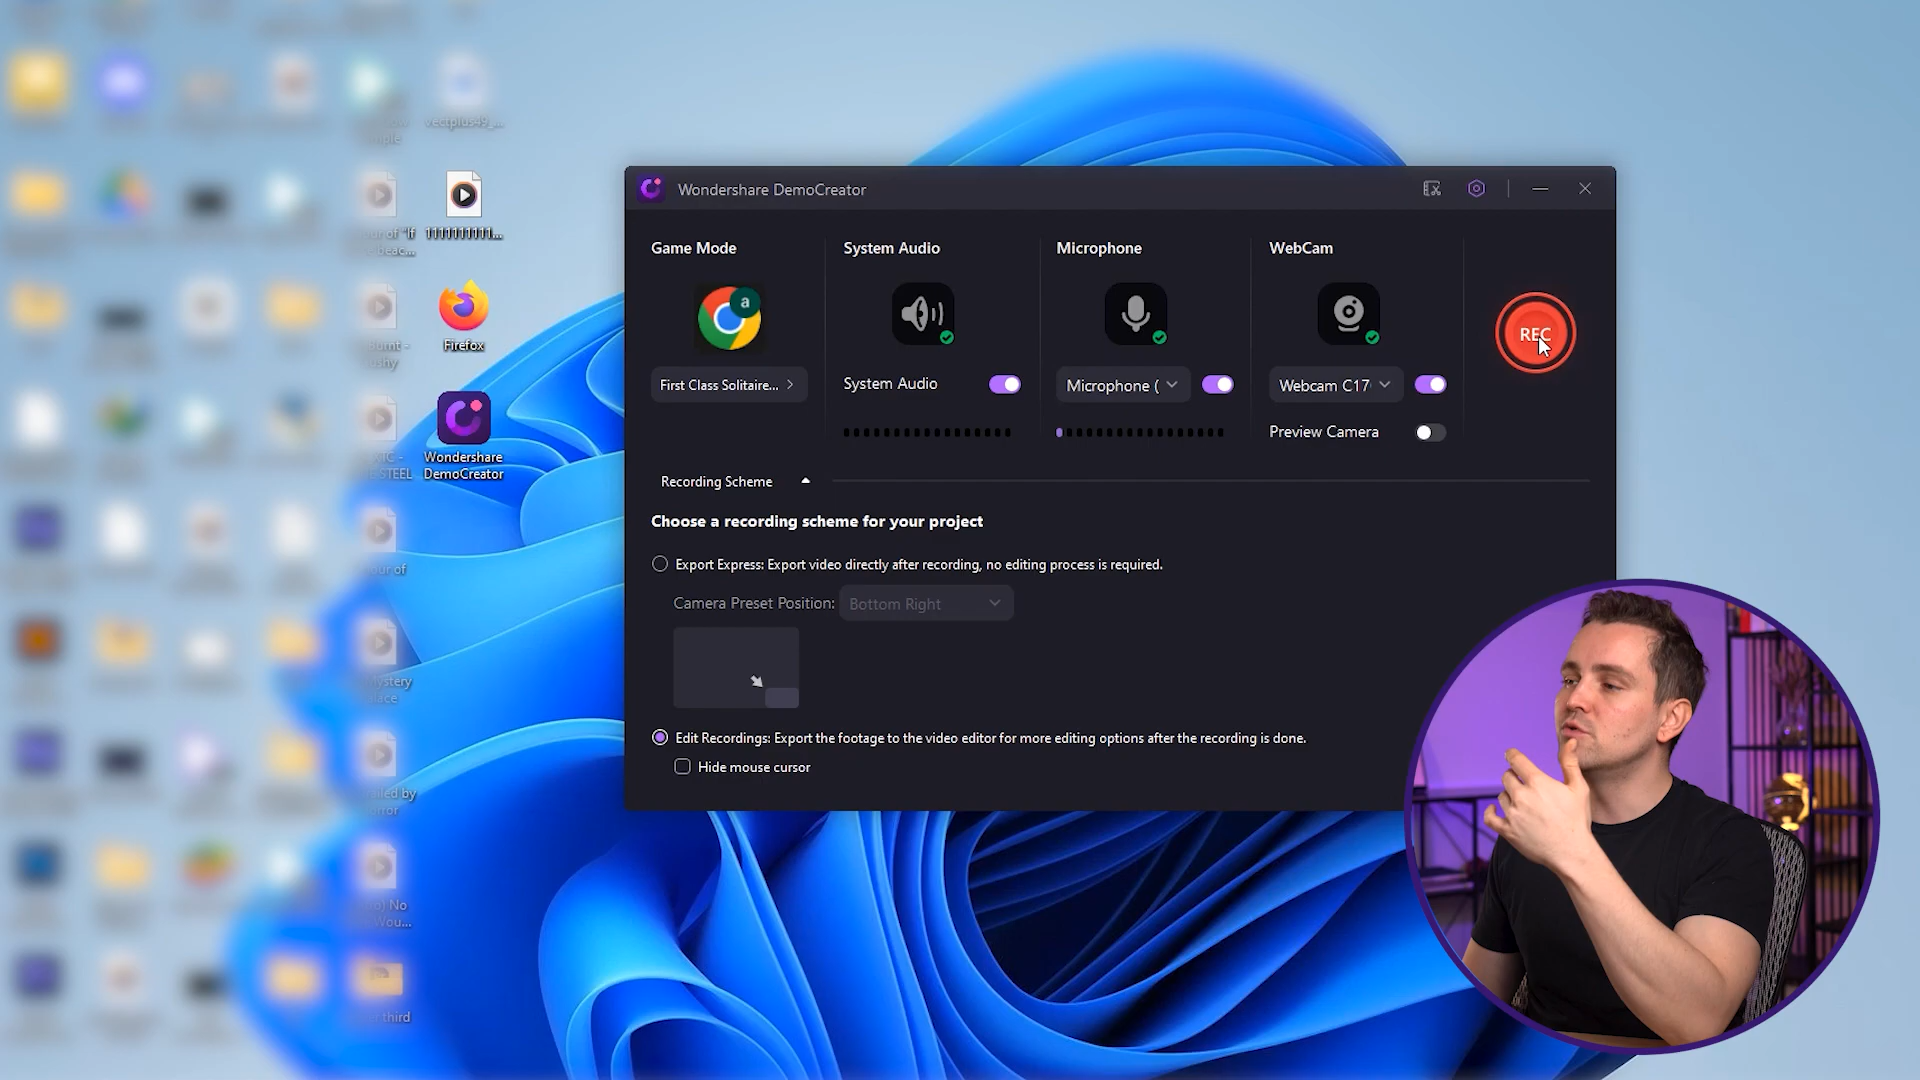 vectplus49_...
1111111111...
Firefox
Wondershare
DemoCreator
Wondershare DemoCreator
Game Mode
System Audio
Microphone
WebCam
a
REC
First Class Solitaire...
System Audio
Microphone (
Webcam C17
Preview Camera
Recording Scheme
Choose a recording scheme for your project
Export Express: Export video directly after recording, no editing process is required.
Camera Preset Position:
Bottom Right
Edit Recordings: Export the footage to the video editor for more editing options after the recording is done.
Hide mouse cursor